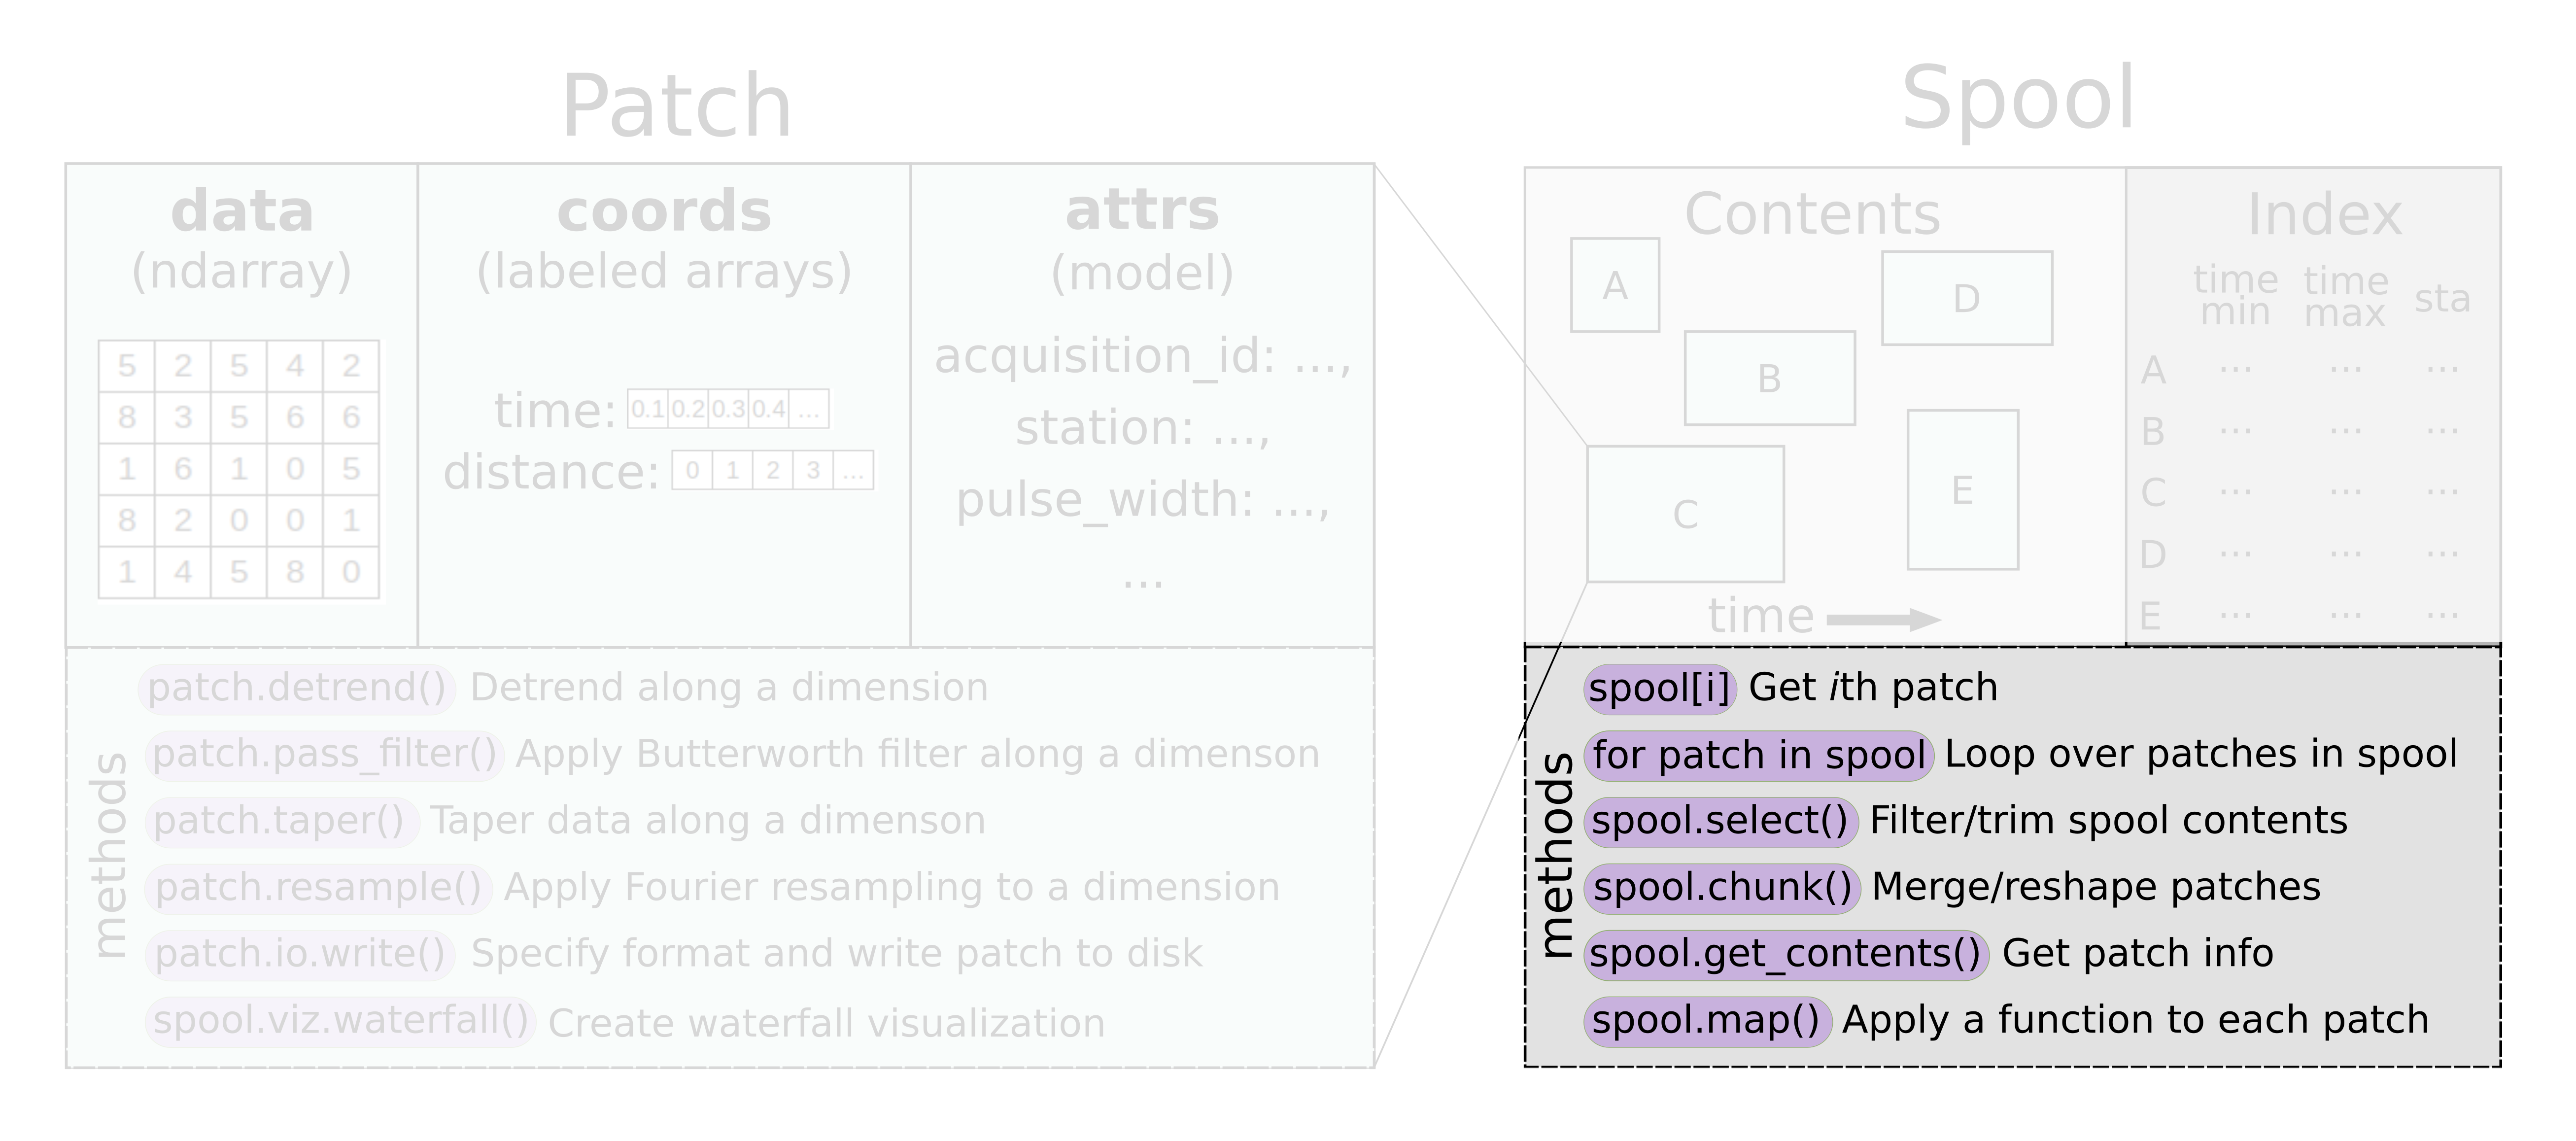 Patch
data
(ndarray)
5 2 5 4 2
8 3 5 6 6
1 6 1 0 5
8 2 0 0 1
1 4 5 8 0
coords
(labeled arrays)
time: 0.1 0.2 0.3 0.4 ...
distance: 0 1 2 3 ...
attrs
(model)
acquisition_id: ...,
station: ...,
pulse_width: ...,
...
methods
patch.detrend() Detrend along a dimension
patch.pass_filter() Apply Butterworth filter along a dimenson
patch.taper() Taper data along a dimenson
patch.resample() Apply Fourier resampling to a dimension
patch.io.write() Specify format and write patch to disk
spool.viz.waterfall() Create waterfall visualization
Spool
Contents
A
D
B
C
E
time
Index
time min time max sta
A ... ... ...
B ... ... ...
C ... ... ...
D ... ... ...
E ... ... ...
methods
spool[i] Get ith patch
for patch in spool Loop over patches in spool
spool.select() Filter/trim spool contents
spool.chunk() Merge/reshape patches
spool.get_contents() Get patch info
spool.map() Apply a function to each patch